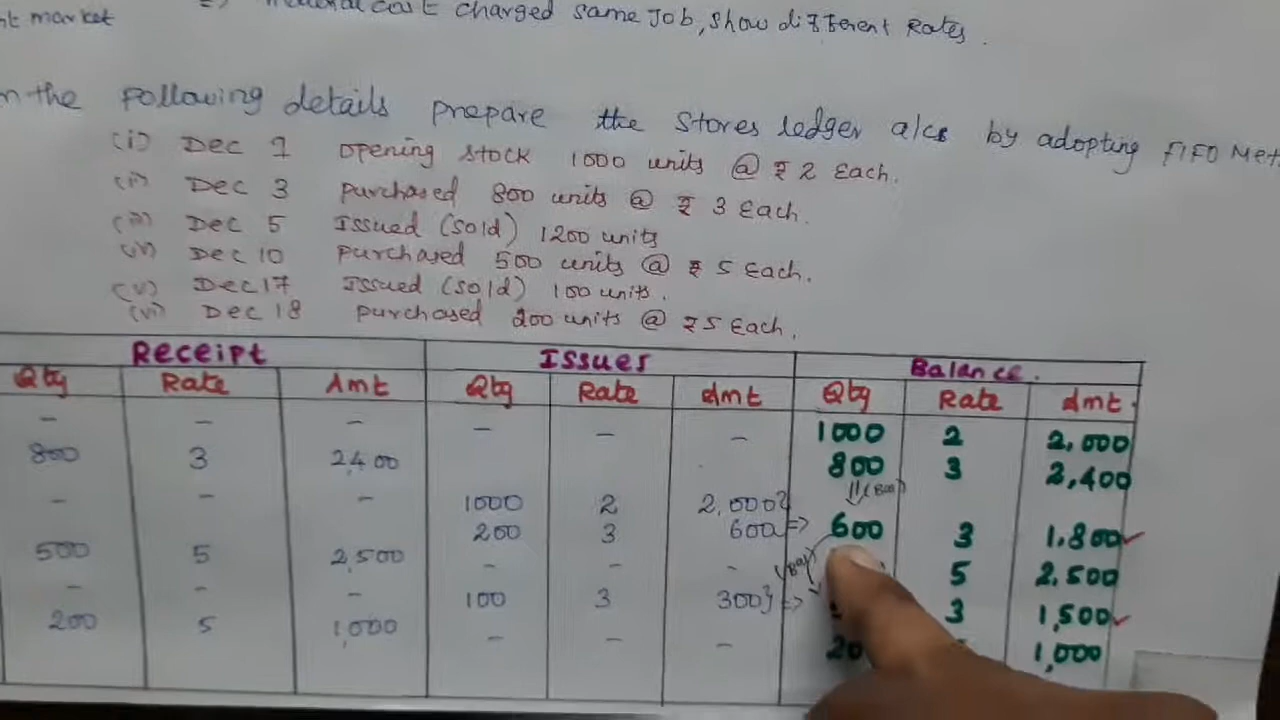 nt market
material cost charged same Job, show different Rates.
the following details prepare the stores ledger a/cs by adopting FIFO
(i) Dec 1 opening stock 1000 units @ ₹ 2 Each.
(ii) Dec 3 purchased 800 units @ ₹ 3 Each.
(iii) Dec 5 Issued (sold) 1200 units
(iv) Dec 10 purchased 500 units @ ₹ 5 Each.
(v) Dec 17 Issued (sold) 100 units.
(vi) Dec 18 purchased 200 units @ ₹5 Each.
Receipt Issues Balance.
Qty Rate Amt Qty Rate Amt Qty Rate Amt.
- - - - - - 1000 2 2,000
800 3 2,400 800 3 2,400
(800)
- - - 1000 2 2,000} 
200 3 600} => 600 3 1,800 ✓
500 5 2,500 - - - 5 2,500
- - - 100 3 300} => 3 1,500 ✓
200 5 1,000 - - - 20 1,000